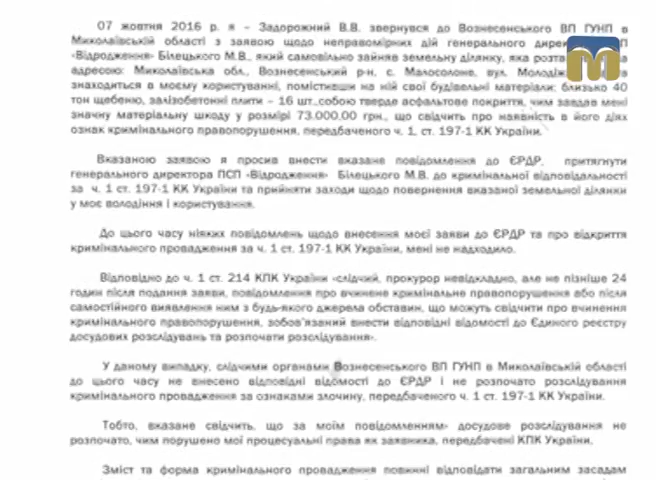 07 жовтня 2016 р. я – Задорожний В.В. звернувся до Вознесенського ВП ГУНП в
Миколаївській області з заявою щодо неправомірних дій генерального
«Відродження» Білецького М.В., який самовільно зайняв земельну ділянку, яка
адресою: Миколаївська обл., Вознесенський р-н, с. Малосолоне, вул.
знаходиться в моєму користуванні, помістивши на ній свої будівельні матеріали: близько 40
тон щебеню, залізобетонні плити – 16 шт.,собою тверде асфальтове покриття, чим завдав мені
значну матеріальну шкоду у розмірі 73.000,00 грн., що свідчить про наявність в його діях
ознак кримінального правопорушення, передбаченого ч. 1, ст. 197-1 КК України.
Вказаною заявою я просив внести вказане повідомлення до ЄРДР, притягнути
генерального директора ПСП «Відродження» Білецького М.В. до кримінальної відповідальності
за ч. 1 ст. 197-1 КК України та прийняти заходи щодо повернення вказаної земельної ділянки
у моє володіння і користування.
До цього часу ніяких повідомлень щодо внесення моєї заяви до ЄРДР та про відкриття
кримінального провадження за ч. 1 ст. 197-1 КК України, мені не надходило.
Відповідно до ч. 1 ст. 214 КПК України «слідчий, прокурор невідкладно, але не пізніше 24
годин після подання заяви, повідомлення про вчинене кримінальне правопорушення або після
самостійного виявлення ним з будь-якого джерела обставин, що можуть свідчити про вчинення
кримінального правопорушення, зобов'язаний внести відповідні відомості до Єдиного реєстру
досудових розслідувань та розпочати розслідування».
У даному випадку, слідчими органами Вознесенського ВП ГУНП в Миколаївській області
до цього часу не внесено відповідні відомості до ЄРДР і не розпочато розслідування
кримінального провадження за ознаками злочину, передбаченого ч. 1 ст. 197-1 КК України.
Тобто, вказане свідчить, що за моїм повідомленням» досудове розслідування не
розпочато, чим порушено мої процесуальні права як заявника, передбачені КПК України.
Зміст та форма кримінального провадження повинні відповідати загальним засадам